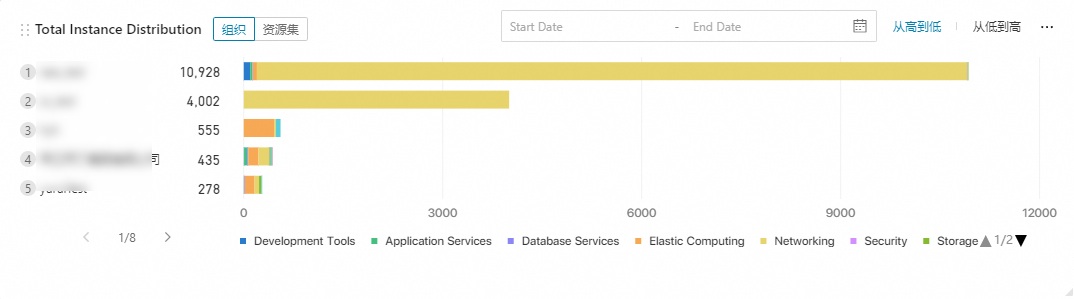 Total Instance Distribution 组织 资源集 Start Date - End Date 从高到低 从低到高 ...
1 10,928
2 4,002
3 555
4 司 435
5 278
0 3000 6000 9000 12000
1/8
Development Tools Application Services Database Services Elastic Computing Networking Security Storage 1/2